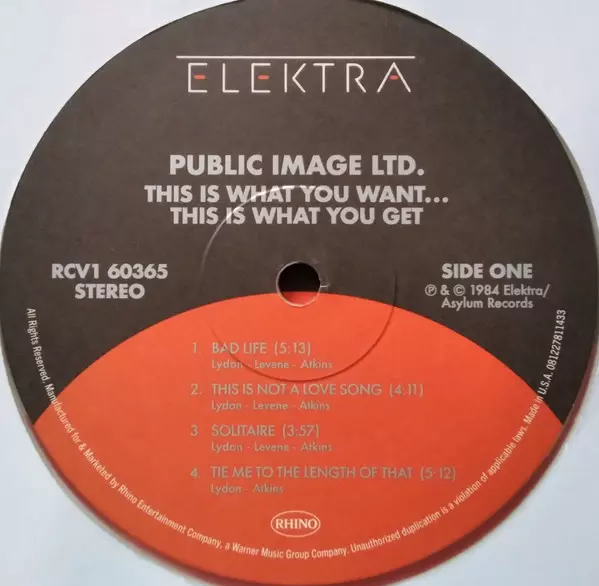 ELEKTRA
PUBLIC IMAGE LTD.
THIS IS WHAT YOU WANT...
THIS IS WHAT YOU GET
RCV1 60365
STEREO
SIDE ONE
℗ & © 1984 Elektra/
Asylum Records
1. BAD LIFE (5:13)
Lydon - Levene - Atkins
2. THIS IS NOT A LOVE SONG (4:11)
Lydon - Levene - Atkins
3. SOLITAIRE (3:57)
Lydon - Levene - Atkins
4. TIE ME TO THE LENGTH OF THAT (5:12)
Lydon - Atkins
RHINO
All Rights Reserved. Manufactured for & Marketed by Rhino Entertainment Company, a Warner Music Group Company. Unauthorized duplication is a violation of applicable laws. Made in U.S.A. 081227811433